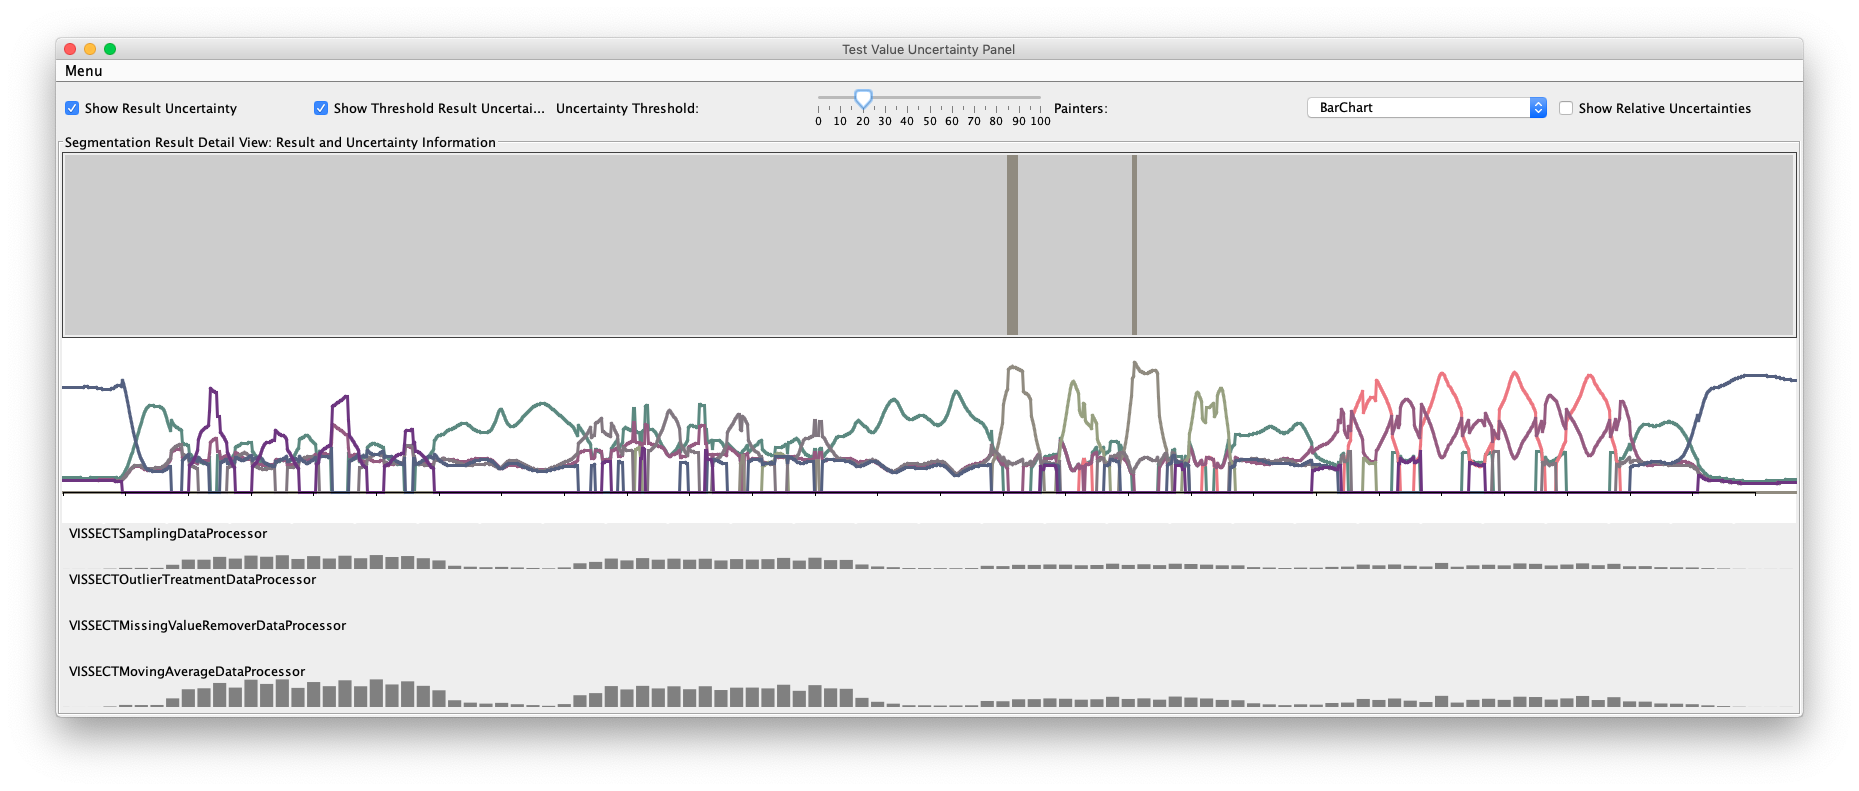 Test Value Uncertainty Panel
Menu
Show Result Uncertainty Show Threshold Result Uncertai... Uncertainty Threshold: Painters: BarChart Show Relative Uncertainties
0 10 20 30 40 50 60 70 80 90 100
Segmentation Result Detail View: Result and Uncertainty Information
VISSECTSamplingDataProcessor
VISSECTOutlierTreatmentDataProcessor
VISSECTMissingValueRemoverDataProcessor
VISSECTMovingAverageDataProcessor